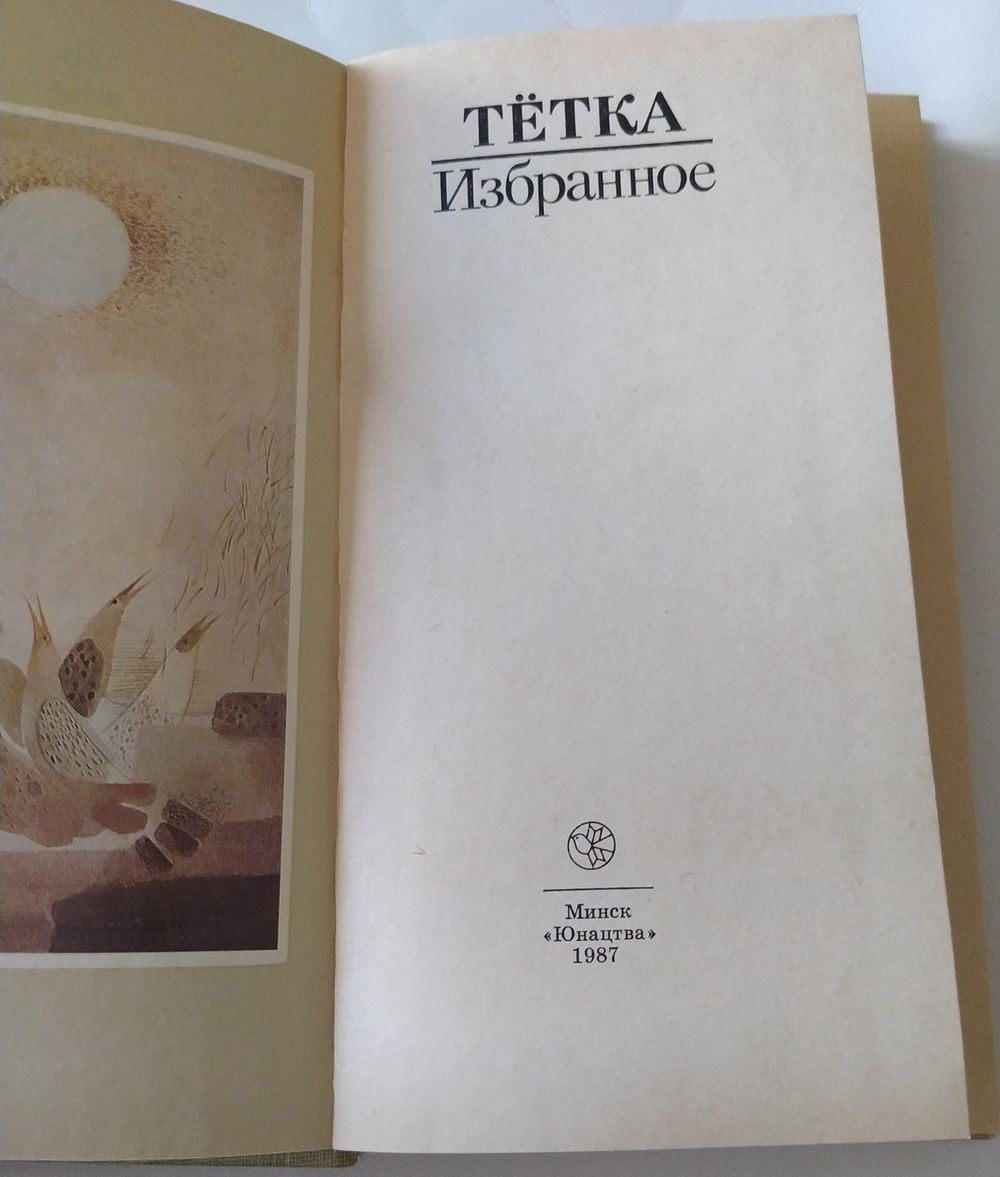 ТЁТКА
Избранное
Минск
«Юнацтва»
1987